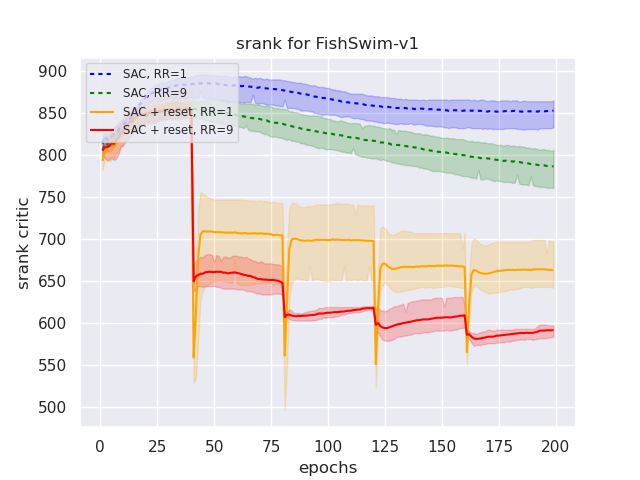 srank for FishSwim-v1
SAC, RR=1
SAC, RR=9
SAC + reset, RR=1
SAC + reset, RR=9
srank critic
900
850
800
750
700
650
600
550
500
0 25 50 75 100 125 150 175 200
epochs